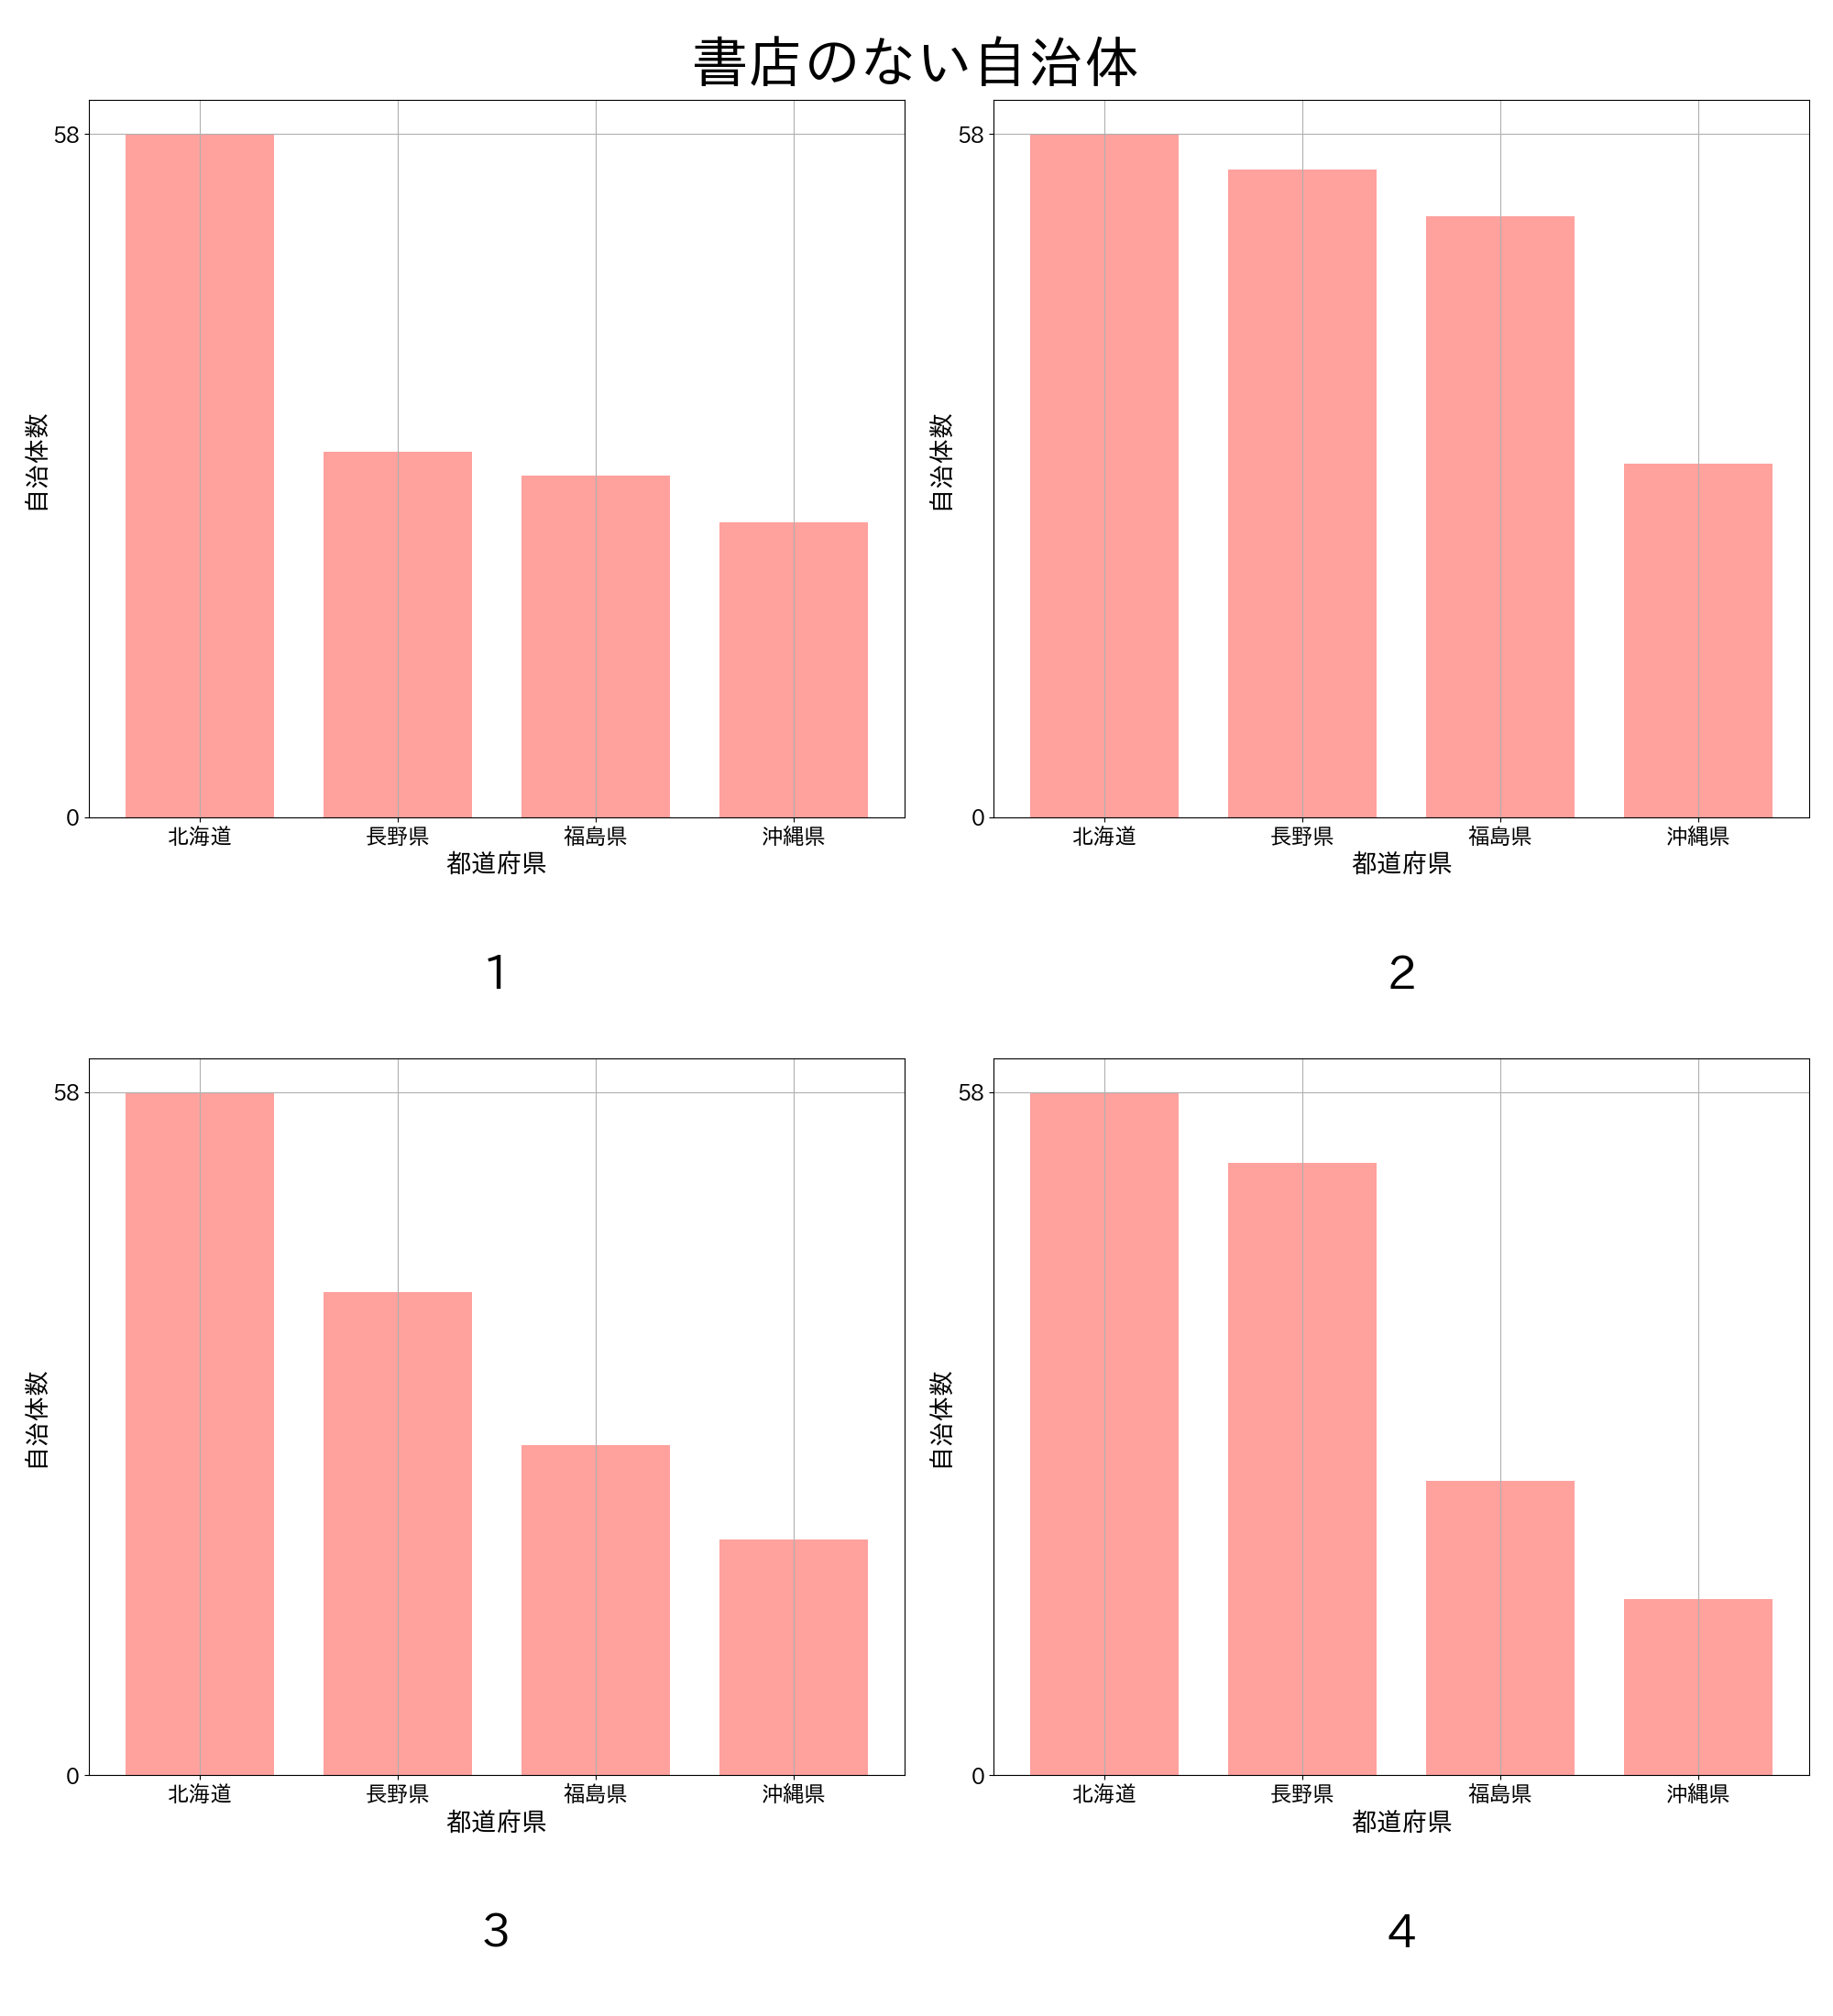 書店のない自治体
58
0
自治体数
北海道 長野県 福島県 沖縄県
都道府県
1
58
0
自治体数
北海道 長野県 福島県 沖縄県
都道府県
2
58
0
自治体数
北海道 長野県 福島県 沖縄県
都道府県
3
58
0
自治体数
北海道 長野県 福島県 沖縄県
都道府県
4